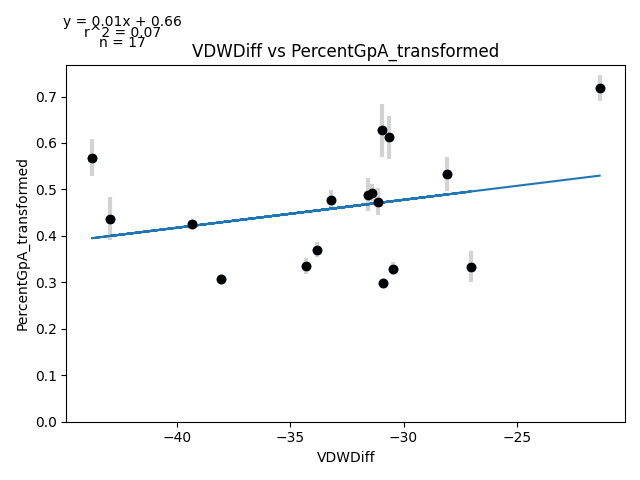 y = 0.01x + 0.66
r^2 = 0.07
n = 17
VDWDiff vs PercentGpA_transformed
PercentGpA_transformed
0.7
0.6
0.5
0.4
0.3
0.2
0.1
0.0
−40
−35
−30
−25
VDWDiff